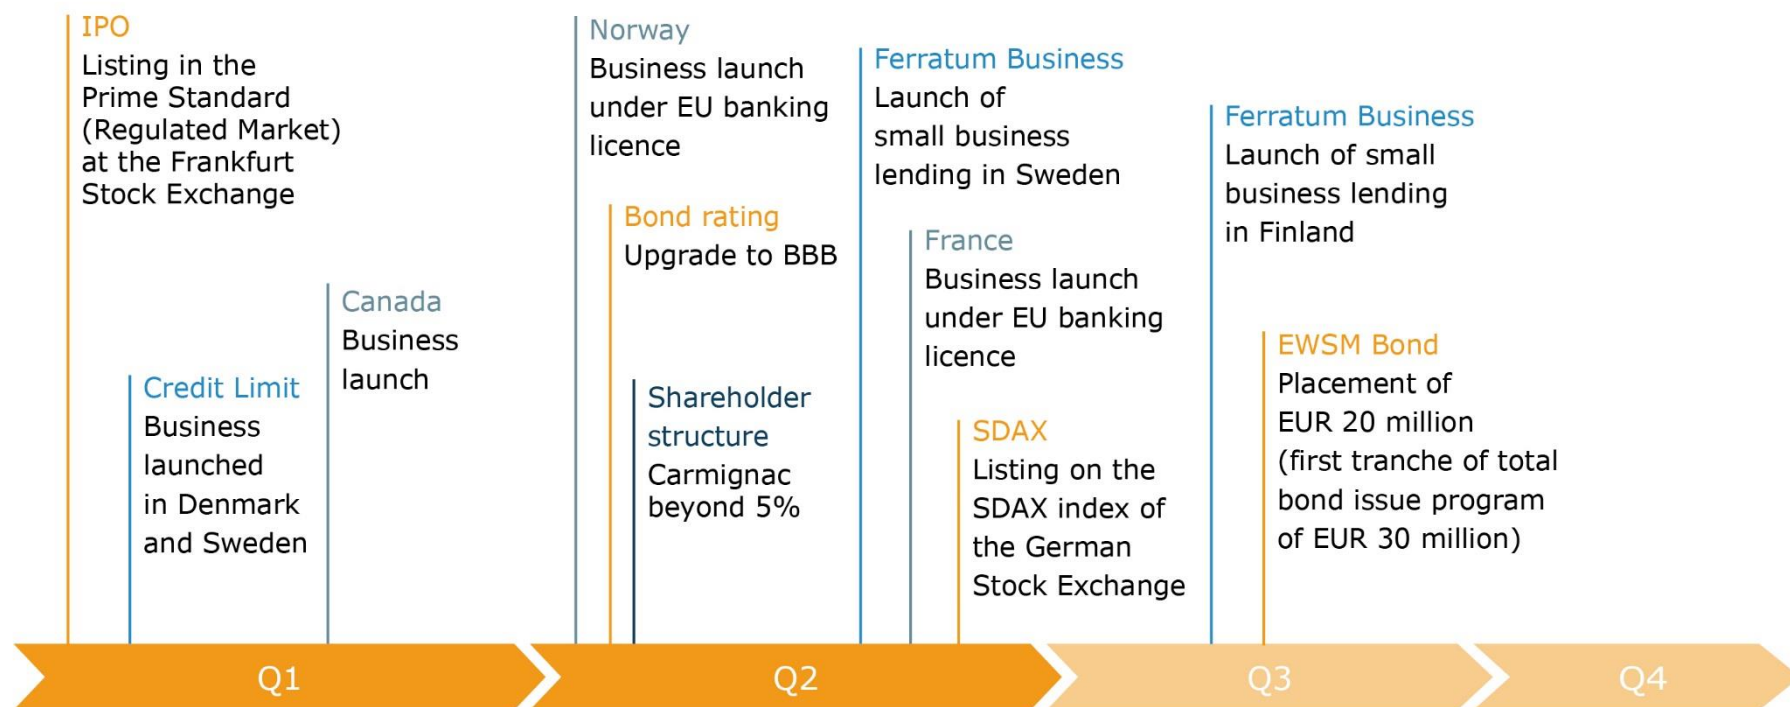 IPO
Listing in the
Prime Standard
(Regulated Market)
at the Frankfurt
Stock Exchange
Credit Limit
Business
launched
in Denmark
and Sweden
Canada
Business
launch
Norway
Business launch
under EU banking
licence
Bond rating
Upgrade to BBB
Shareholder
structure
Carmignac
beyond 5%
Ferratum Business
Launch of
small business
lending in Sweden
France
Business launch
under EU banking
licence
SDAX
Listing on the
SDAX index of
the German
Stock Exchange
Ferratum Business
Launch of small
business lending
in Finland
EWSM Bond
Placement of
EUR 20 million
(first tranche of total
bond issue program
of EUR 30 million)
Q1
Q2
Q3
Q4